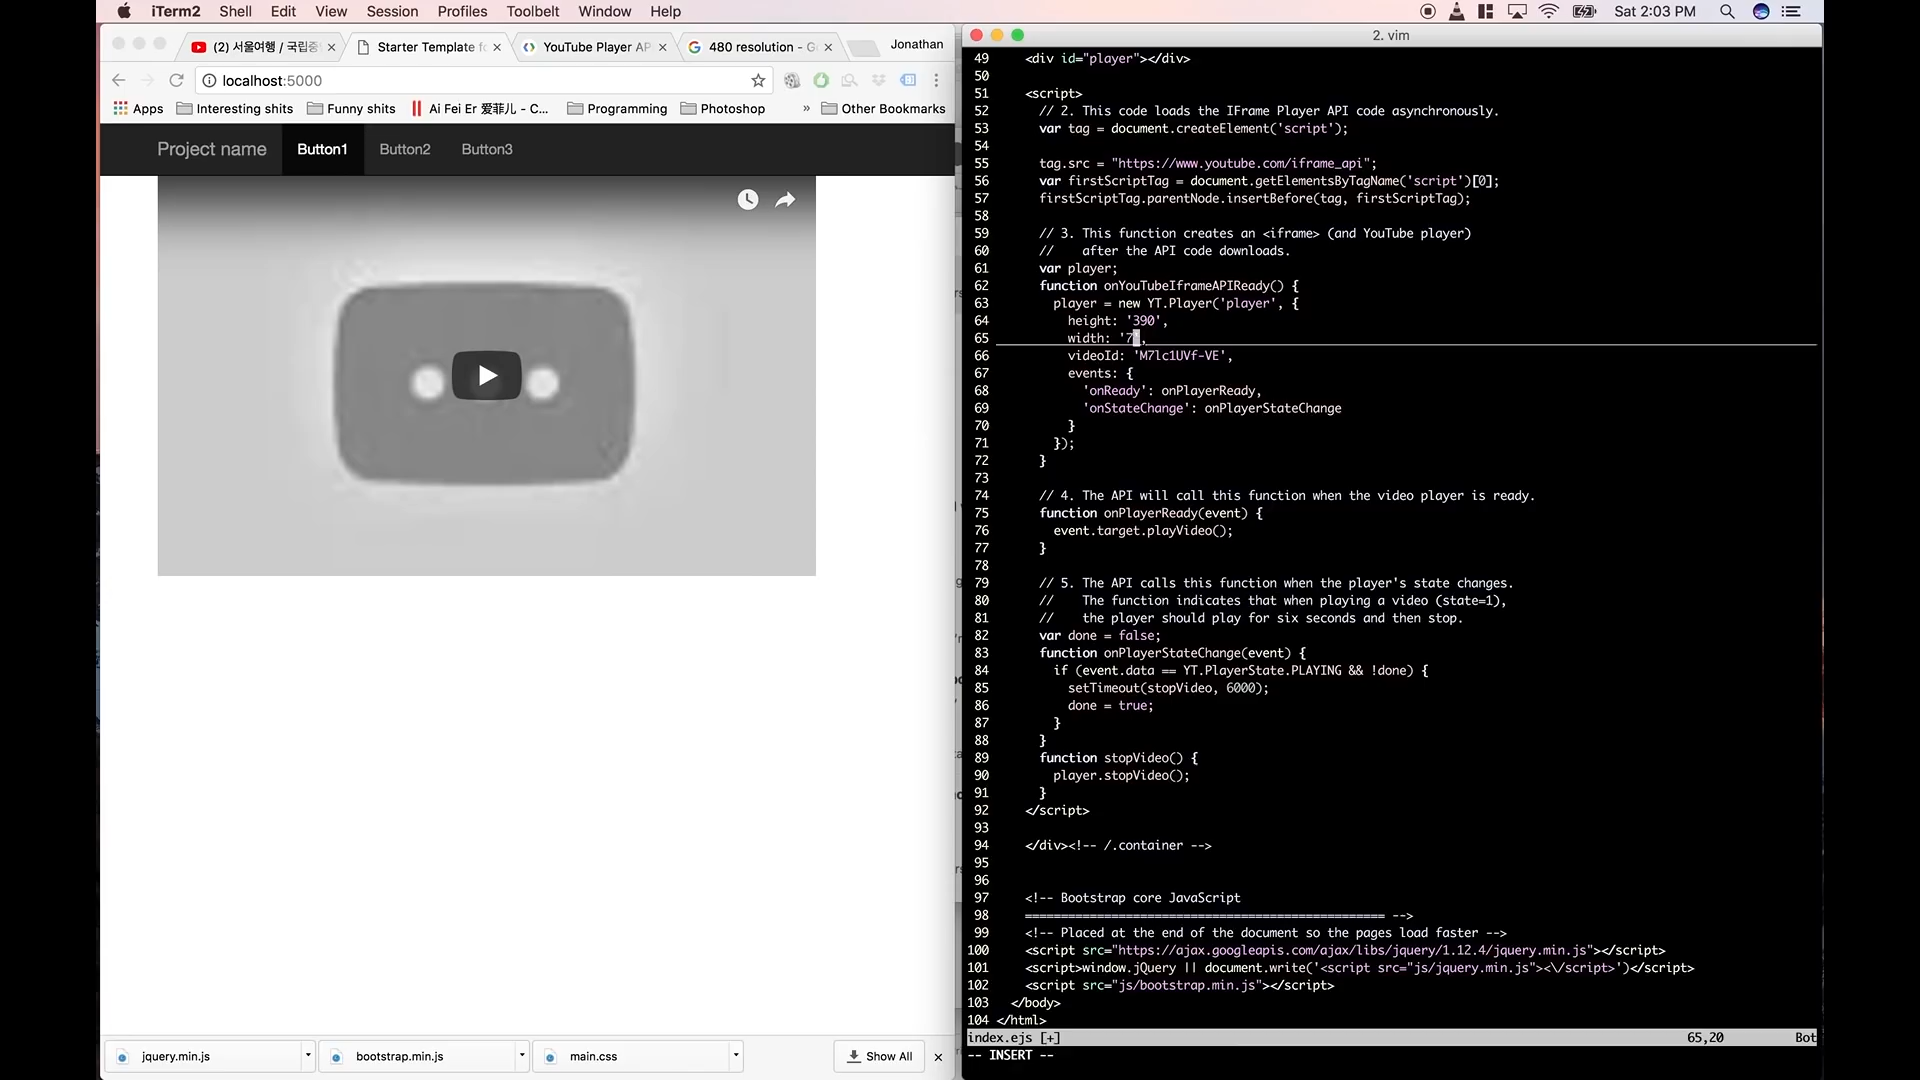 iTerm2 Shell Edit View Session Profiles Toolbelt Window Help Sat 2:03 PM
(2) 서울여행 / 국립중 Starter Template fo YouTube Player AP 480 resolution - G Jonathan
localhost:5000
Apps Interesting shits Funny shits Ai Fei Er 爱菲儿 - C... Programming Photoshop » Other Bookmarks
Project name Button1 Button2 Button3
jquery.min.js bootstrap.min.js main.css Show All
2. vim
49 <div id="player"></div>
50
51 <script>
52 // 2. This code loads the IFrame Player API code asynchronously.
53 var tag = document.createElement('script');
54
55 tag.src = "https://www.youtube.com/iframe_api";
56 var firstScriptTag = document.getElementsByTagName('script')[0];
57 firstScriptTag.parentNode.insertBefore(tag, firstScriptTag);
58
59 // 3. This function creates an <iframe> (and YouTube player)
60 //    after the API code downloads.
61 var player;
62 function onYouTubeIframeAPIReady() {
63 player = new YT.Player('player', {
64 height: '390',
65 width: '7',
66 videoId: 'M7lc1UVf-VE',
67 events: {
68 'onReady': onPlayerReady,
69 'onStateChange': onPlayerStateChange
70 }
71 });
72 }
73
74 // 4. The API will call this function when the video player is ready.
75 function onPlayerReady(event) {
76 event.target.playVideo();
77 }
78
79 // 5. The API calls this function when the player's state changes.
80 //    The function indicates that when playing a video (state=1),
81 //    the player should play for six seconds and then stop.
82 var done = false;
83 function onPlayerStateChange(event) {
84 if (event.data == YT.PlayerState.PLAYING && !done) {
85 setTimeout(stopVideo, 6000);
86 done = true;
87 }
88 }
89 function stopVideo() {
90 player.stopVideo();
91 }
92 </script>
93
94 </div><!-- /.container -->
95
96
97 <!-- Bootstrap core JavaScript
98 ================================================== -->
99 <!-- Placed at the end of the document so the pages load faster -->
100 <script src="https://ajax.googleapis.com/ajax/libs/jquery/1.12.4/jquery.min.js"></script>
101 <script>window.jQuery || document.write('<script src="js/jquery.min.js"><\/script>')</script>
102 <script src="js/bootstrap.min.js"></script>
103 </body>
104 </html>
index.ejs [+] 65,20 Bot
-- INSERT --